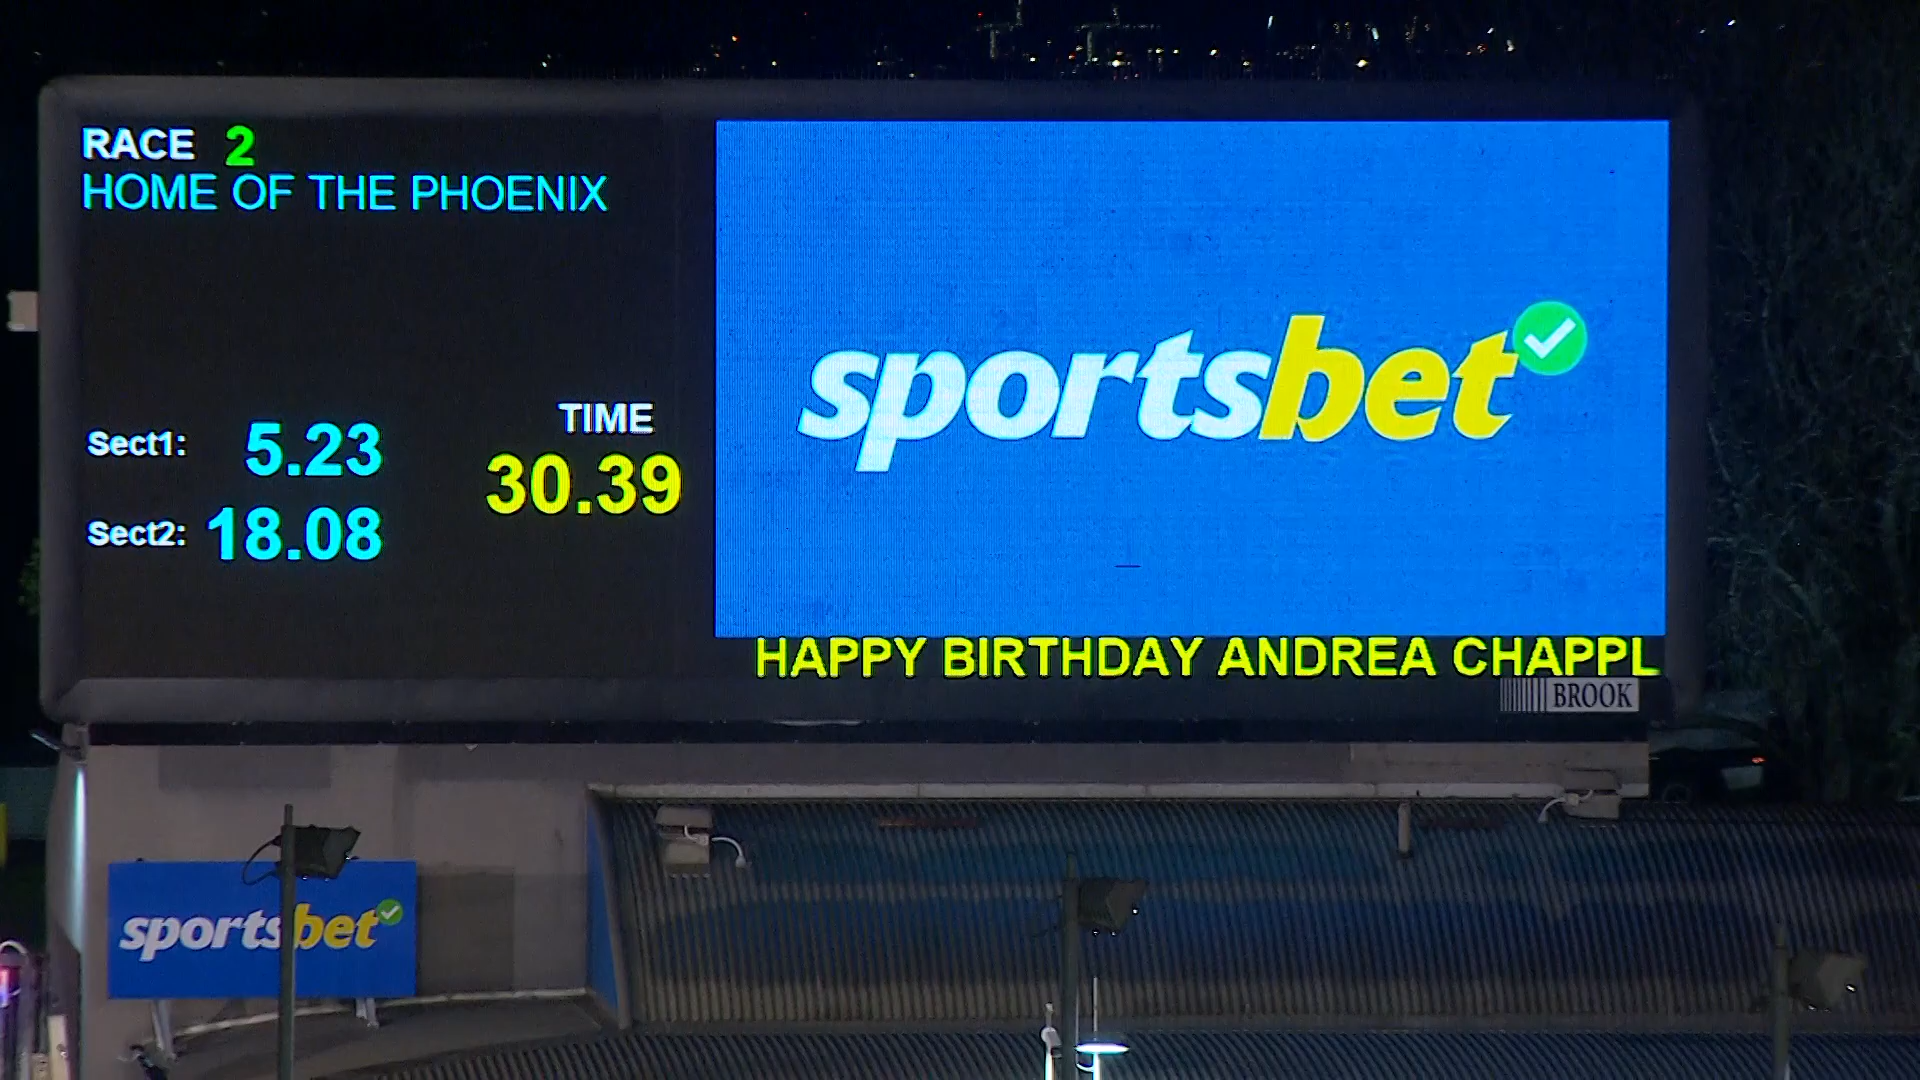 RACE 2
HOME OF THE PHOENIX
Sect1: 5.23
Sect2: 18.08
TIME
30.39
sportsbet
HAPPY BIRTHDAY ANDREA CHAPPL
BROOK
sportsbet